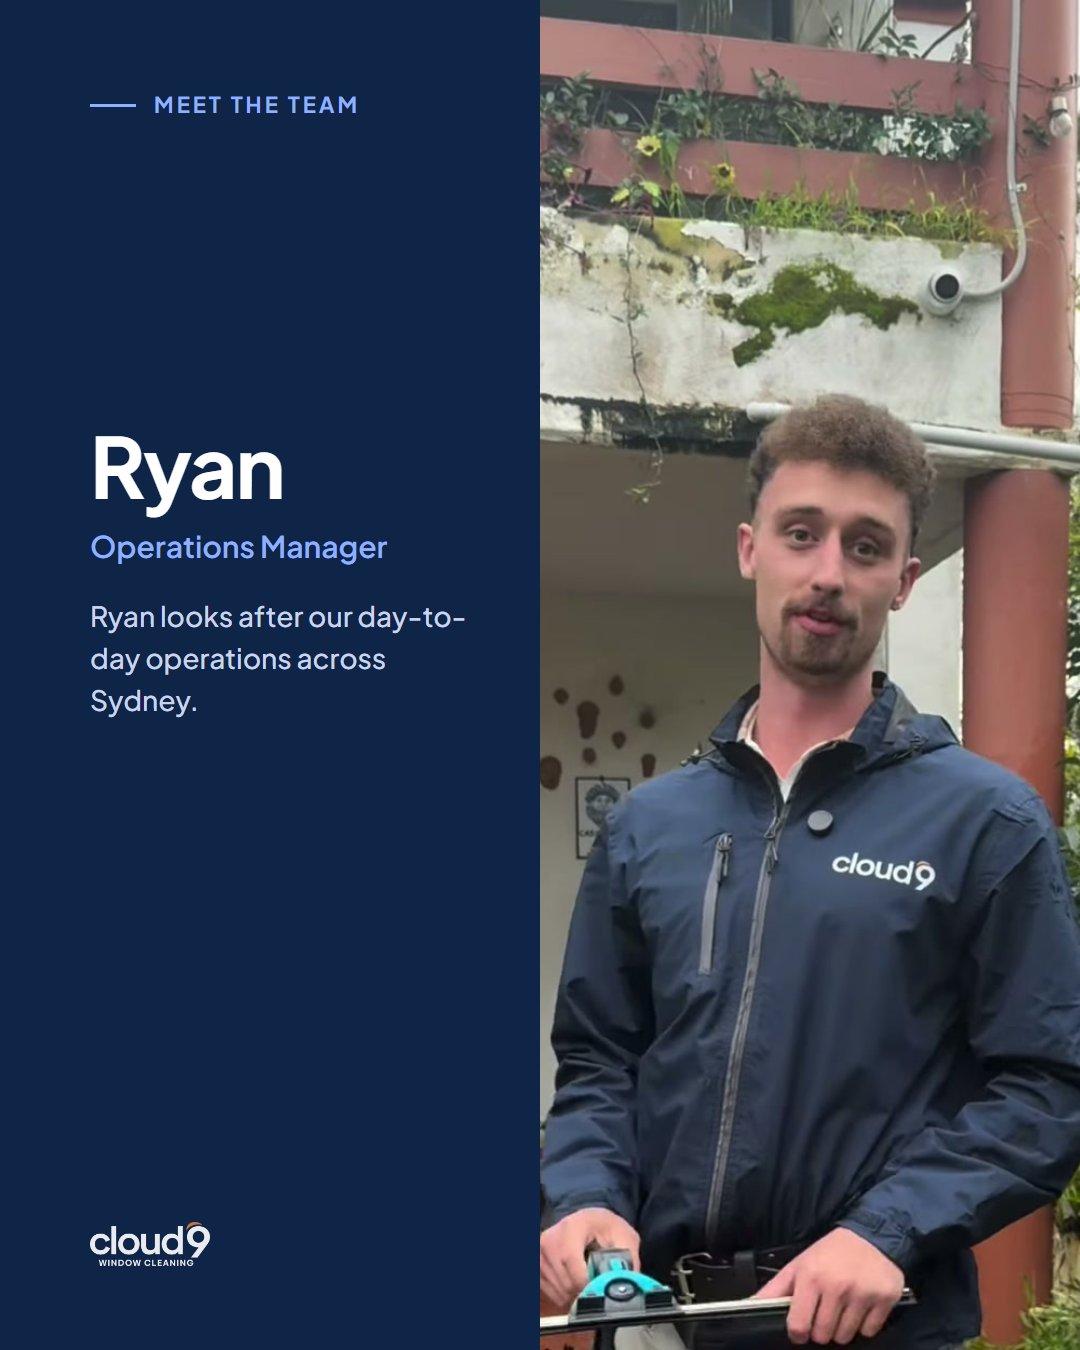 MEET THE TEAM
Ryan
Operations Manager
Ryan looks after our day-to-
day operations across
Sydney.
cloud9
cloud9
WINDOW CLEANING